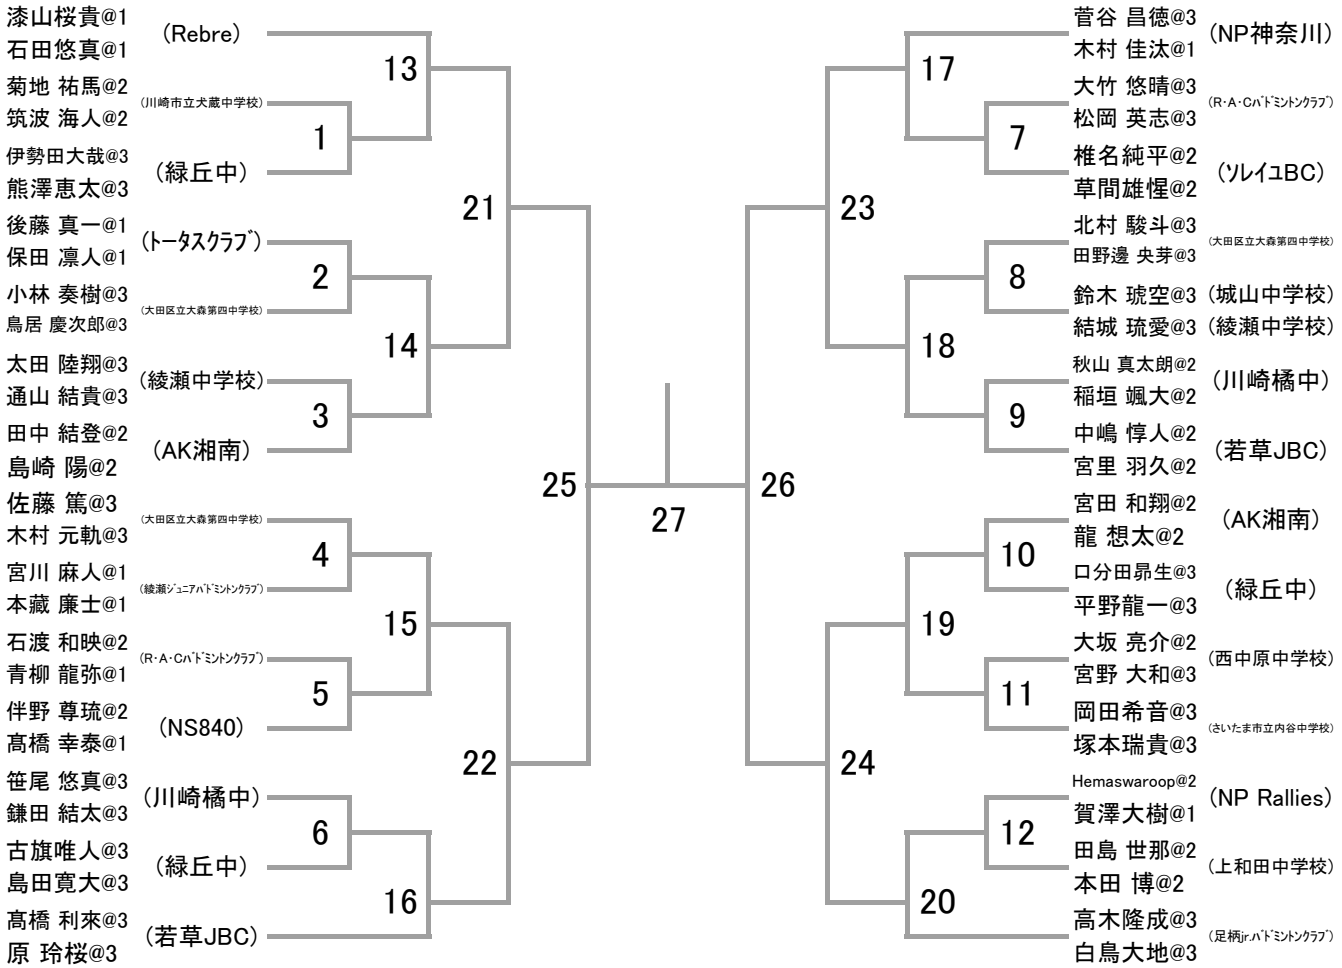 漆山桜貴@1
石田悠真@1
(Rebre)
菊地 祐馬@2
筑波 海人@2
(川崎市立犬蔵中学校)
伊勢田大哉@3
熊澤恵太@3
(緑丘中)
後藤 真一@1
保田 凛人@1
(ﾄｰﾀｽｸﾗﾌﾞ)
小林 奏樹@3
鳥居 慶次郎@3
(大田区立大森第四中学校)
太田 陸翔@3
通山 結貴@3
(綾瀬中学校)
田中 結登@2
島崎 陽@2
(AK湘南)
佐藤 篤@3
木村 元軌@3
(大田区立大森第四中学校)
宮川 麻人@1
本藏 廉士@1
(綾瀬ｼﾞｭﾆｱﾊﾞﾄﾞﾐﾝﾄﾝｸﾗﾌﾞ)
石渡 和映@2
青柳 龍弥@1
(R･A･Cﾊﾞﾄﾞﾐﾝﾄﾝｸﾗﾌﾞ)
伴野 尊琉@2
髙橋 幸泰@1
(NS840)
笹尾 悠真@3
鎌田 結太@3
(川崎橘中)
古旗唯人@3
島田寛大@3
(緑丘中)
髙橋 利來@3
原 玲桜@3
(若草JBC)
13
1
21
2
14
3
25
4
15
5
22
6
16
27
17
7
23
8
18
9
26
10
19
11
24
12
20
菅谷 昌徳@3
木村 佳汰@1
(NP神奈川)
大竹 悠晴@3
松岡 英志@3
(R･A･Cﾊﾞﾄﾞﾐﾝﾄﾝｸﾗﾌﾞ)
椎名純平@2
草間雄惺@2
(ｿﾚｲﾕBC)
北村 駿斗@3
田野邊 央芽@3
(大田区立大森第四中学校)
鈴木 琥空@3 (城山中学校)
結城 琉愛@3 (綾瀬中学校)
秋山 真太朗@2
稲垣 颯大@2
(川崎橘中)
中嶋 惇人@2
宮里 羽久@2
(若草JBC)
宮田 和翔@2
龍 想太@2
(AK湘南)
口分田昴生@3
平野龍一@3
(緑丘中)
大坂 亮介@2
宮野 大和@3
(西中原中学校)
岡田希音@3
塚本瑞貴@3
(さいたま市立内谷中学校)
Hemaswaroop@2
賀澤大樹@1
(NP Rallies)
田島 世那@2
本田 博@2
(上和田中学校)
高木隆成@3
白鳥大地@3
(足柄jr.ﾊﾞﾄﾞﾐﾝﾄﾝｸﾗﾌﾞ)